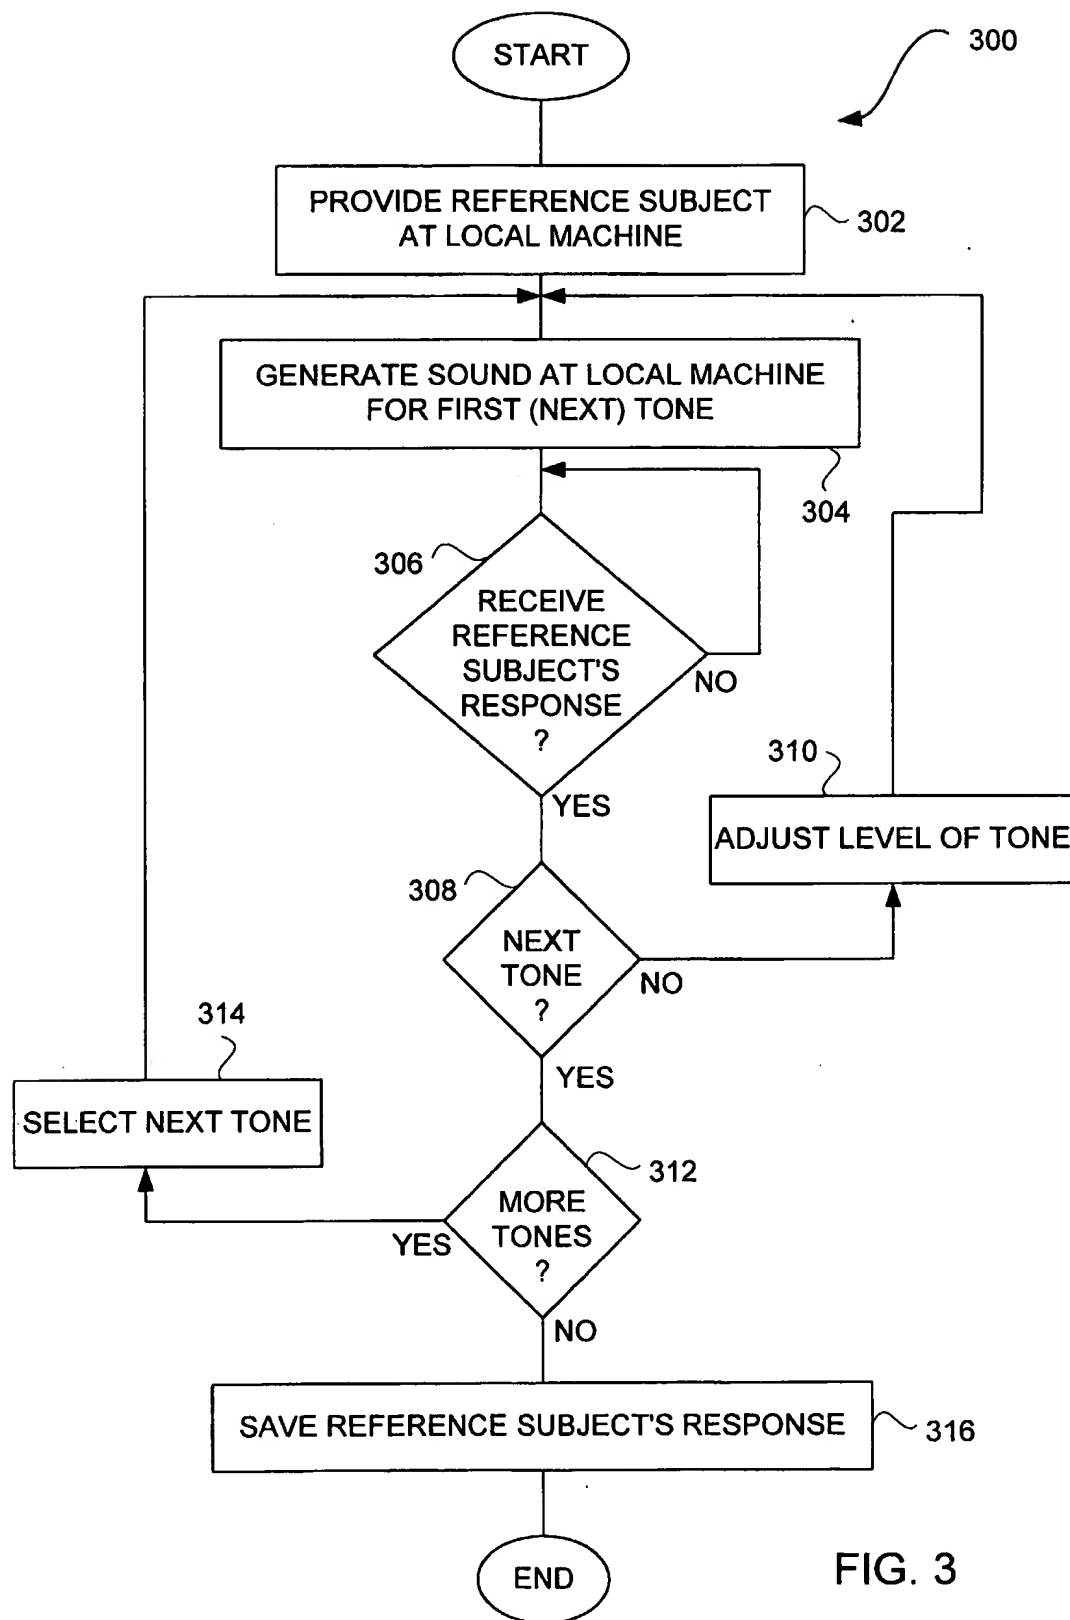 START
300
PROVIDE REFERENCE SUBJECT
AT LOCAL MACHINE
302
GENERATE SOUND AT LOCAL MACHINE
FOR FIRST (NEXT) TONE
304
306
RECEIVE
REFERENCE
SUBJECT'S
RESPONSE
?
NO
YES
310
ADJUST LEVEL OF TONE
308
NEXT
TONE
?
NO
YES
314
SELECT NEXT TONE
312
MORE
TONES
?
YES
NO
SAVE REFERENCE SUBJECT'S RESPONSE
316
END
FIG. 3